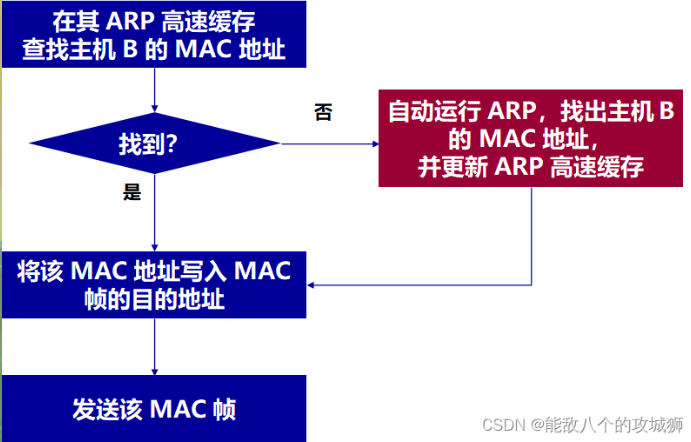 在其 ARP 高速缓存
查找主机 B 的 MAC 地址
找到?
否
自动运行 ARP，找出主机 B
的 MAC 地址，
并更新 ARP 高速缓存
是
将该 MAC 地址写入 MAC
帧的目的地址
发送该 MAC 帧
CSDN @能敌八个的攻城狮